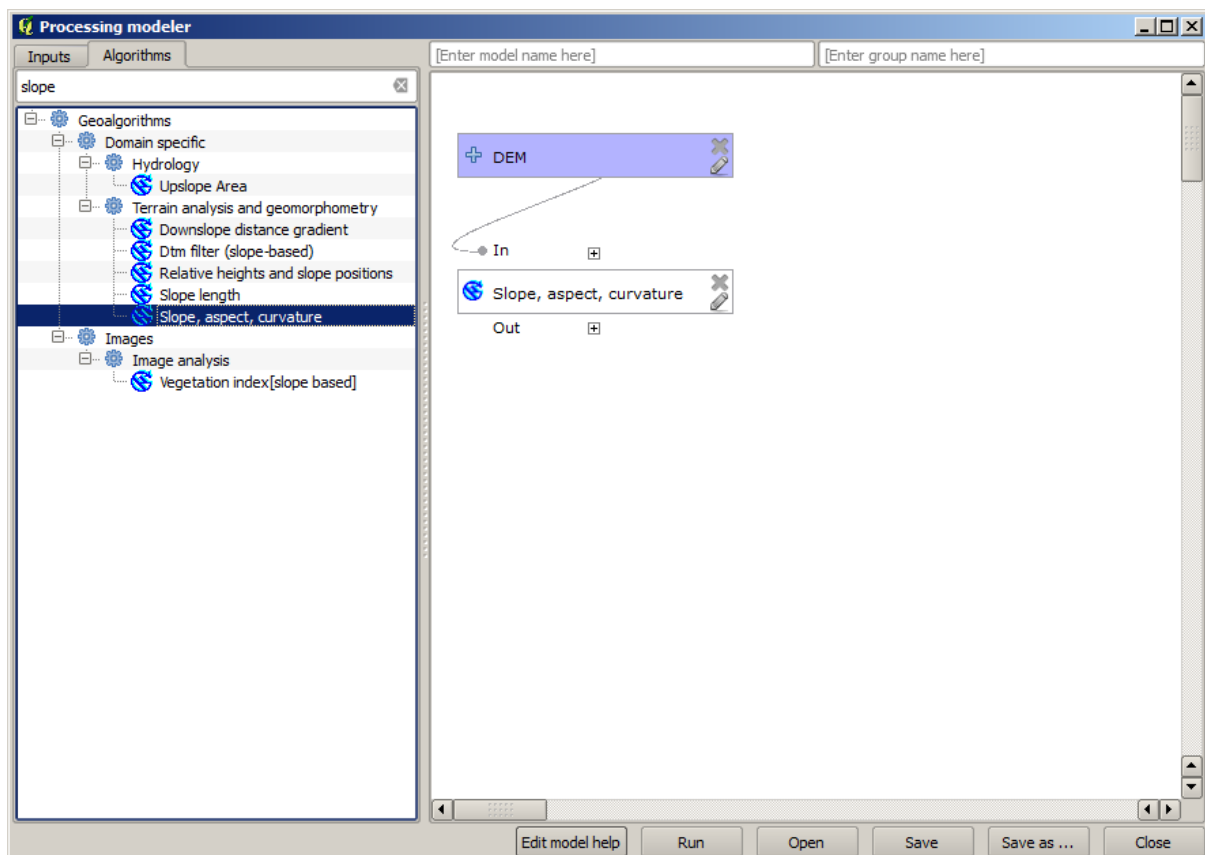 Processing modeler
Inputs Algorithms [Enter model name here] [Enter group name here]
slope
Geoalgorithms
Domain specific
Hydrology
Upslope Area
Terrain analysis and geomorphometry
Downslope distance gradient
Dtm filter (slope-based)
Relative heights and slope positions
Slope length
Slope, aspect, curvature
Images
Image analysis
Vegetation index[slope based]
DEM
In
Slope, aspect, curvature
Out
Edit model help Run Open Save Save as ... Close